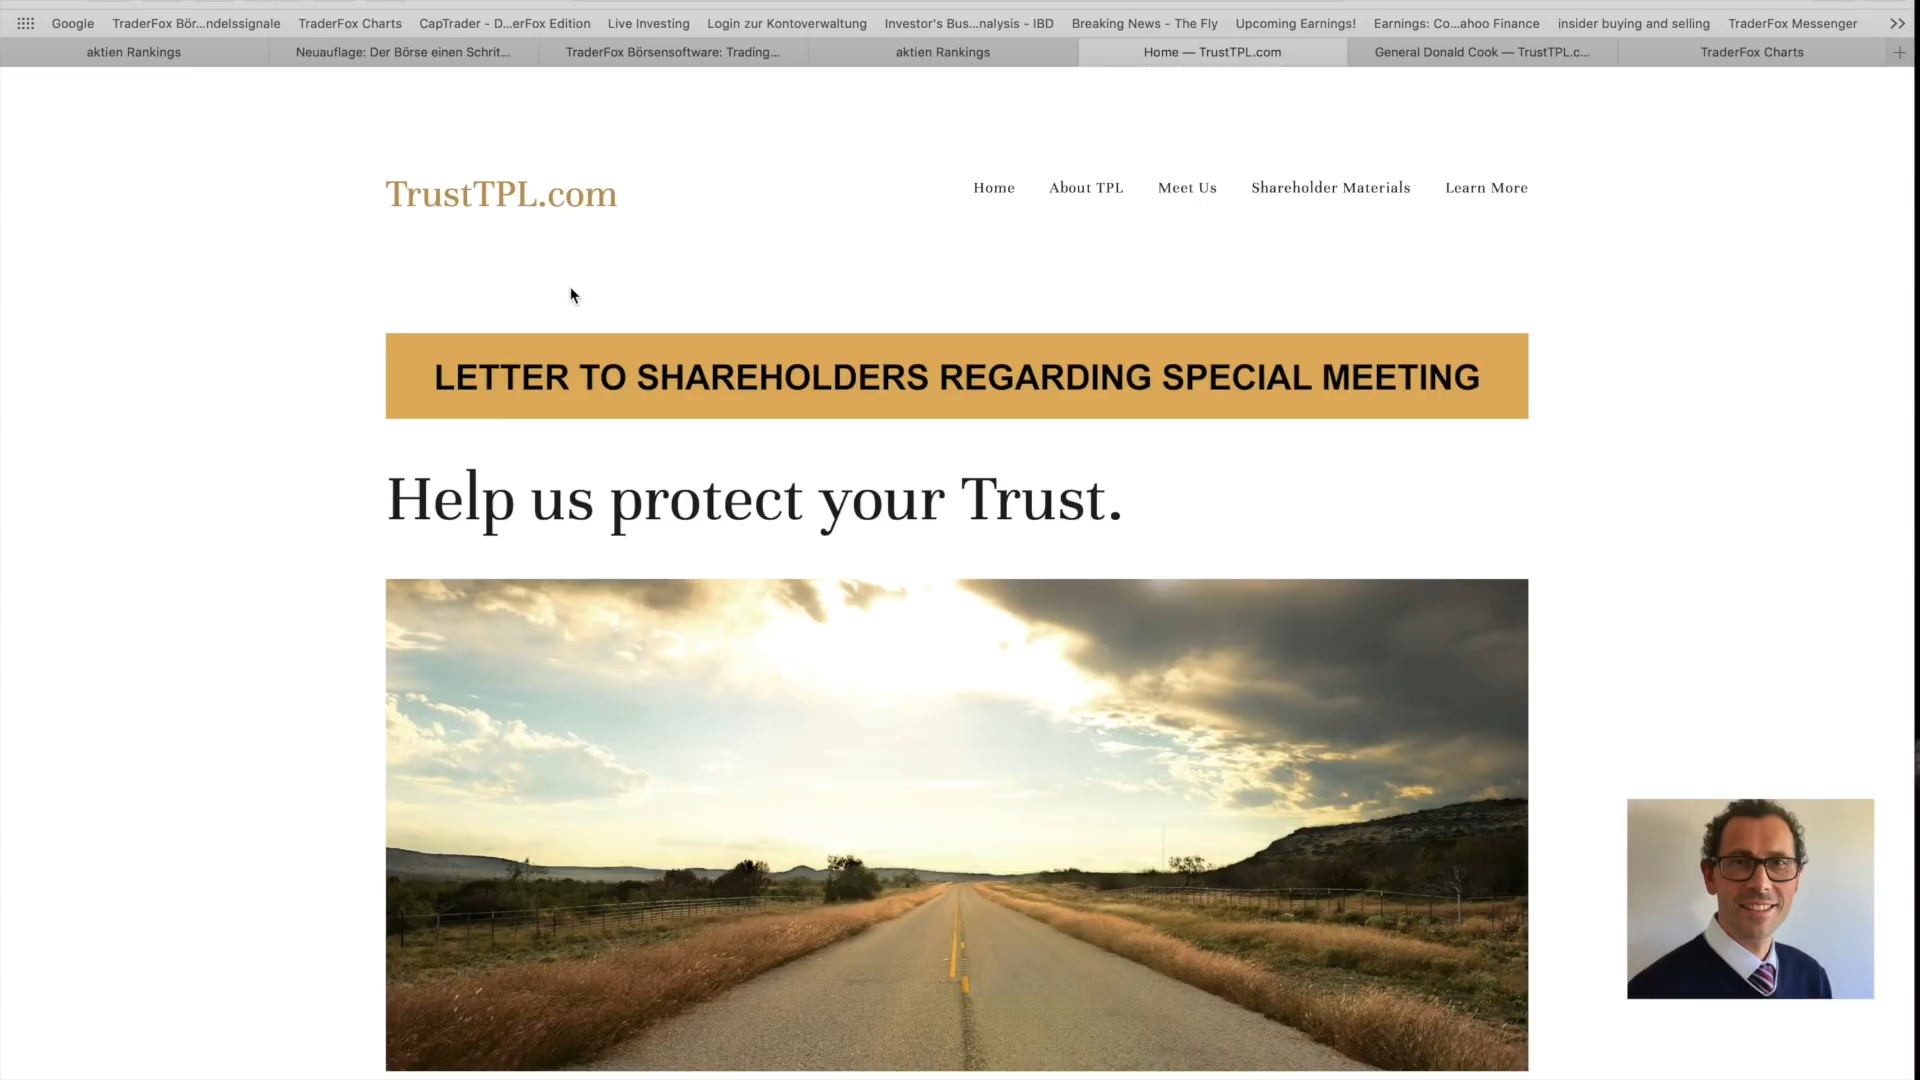 Google TraderFox Bör...ndelssignale TraderFox Charts CapTrader - D...erFox Edition Live Investing Login zur Kontoverwaltung Investor's Bus...nalysis - IBD Breaking News - The Fly Upcoming Earnings! Earnings: Co...ahoo Finance insider buying and selling TraderFox Messenger
aktien Rankings Neuauflage: Der Börse einen Schrit... TraderFox Börsensoftware: Trading... aktien Rankings Home — TrustTPL.com General Donald Cook — TrustTPL.c... TraderFox Charts
TrustTPL.com Home About TPL Meet Us Shareholder Materials Learn More
LETTER TO SHAREHOLDERS REGARDING SPECIAL MEETING
Help us protect your Trust.